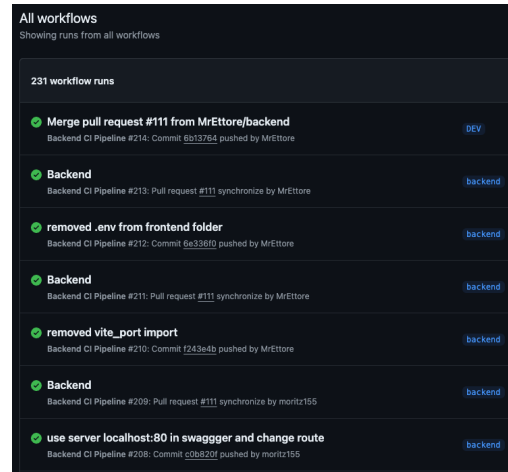 All workflows
Showing runs from all workflows
231 workflow runs
Merge pull request #111 from MrEttore/backend
Backend CI Pipeline #214: Commit 6b13764 pushed by MrEttore
DEV
Backend
Backend CI Pipeline #213: Pull request #111 synchronize by MrEttore
backend
removed .env from frontend folder
Backend CI Pipeline #212: Commit 6e336f0 pushed by MrEttore
backend
Backend
Backend CI Pipeline #211: Pull request #111 synchronize by MrEttore
backend
removed vite_port import
Backend CI Pipeline #210: Commit f243e4b pushed by MrEttore
backend
Backend
Backend CI Pipeline #209: Pull request #111 synchronize by moritz155
backend
use server localhost:80 in swaggger and change route
Backend CI Pipeline #208: Commit c0b820f pushed by moritz155
backend